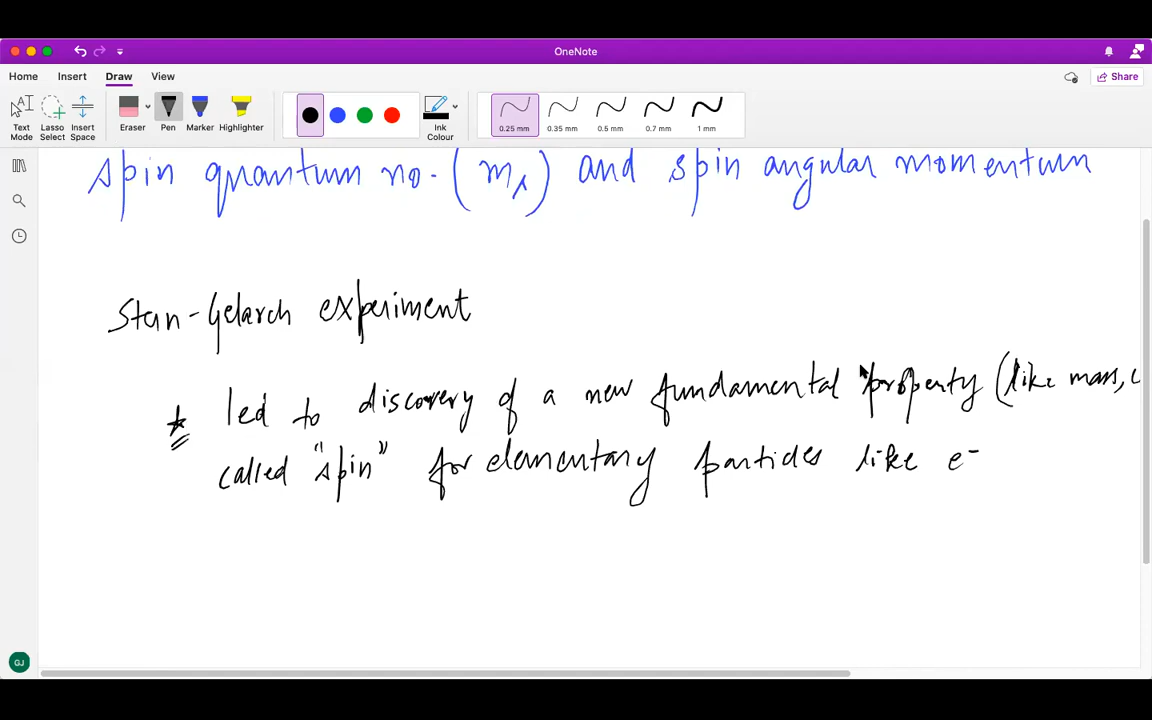 OneNote
Home Insert Draw View
Share
Text Mode
Lasso Select
Insert Space
Eraser
Pen
Marker
Highlighter
Ink Colour
0.25 mm
0.35 mm
0.5 mm
0.7 mm
1 mm
spin quantum no. (ms) and spin angular momentum
Stern-Gelarch experiment
* led to discovery of a new fundamental property (like mass, c
called "spin" for elementary particles like e-
GJ